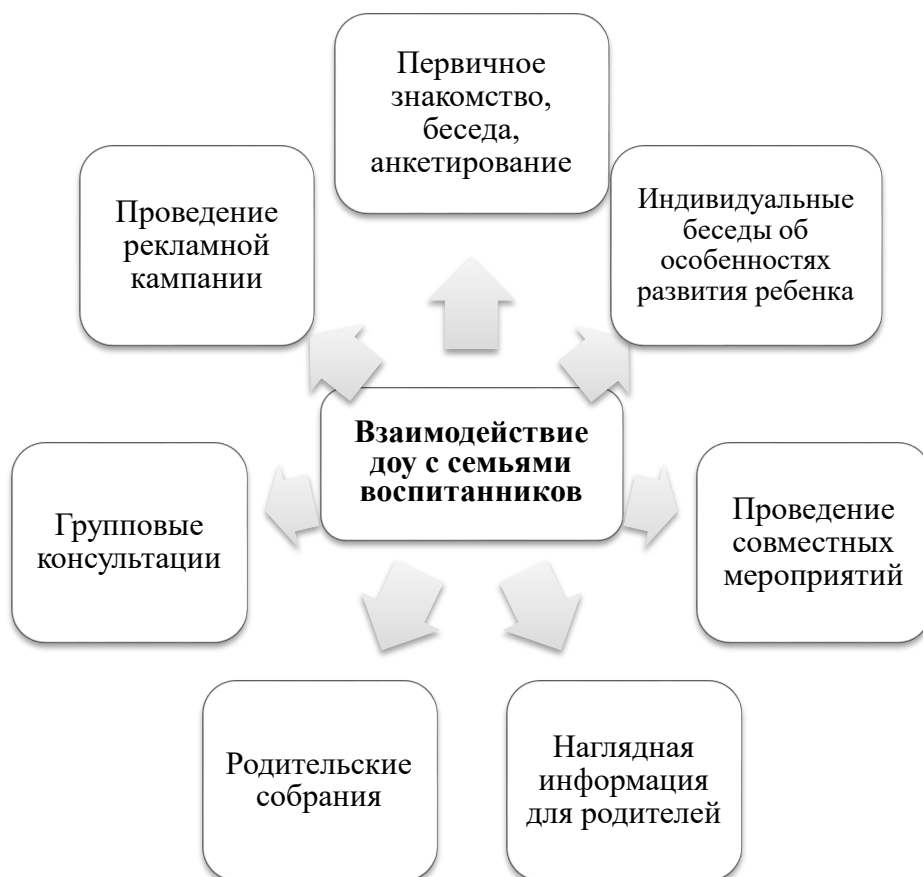 Первичное
знакомство,
беседа,
анкетирование
Проведение
рекламной
кампании
Индивидуальные
беседы об
особенностях
развития ребенка
Взаимодействие
доу с семьями
воспитанников
Групповые
консультации
Проведение
совместных
мероприятий
Родительские
собрания
Наглядная
информация
для родителей